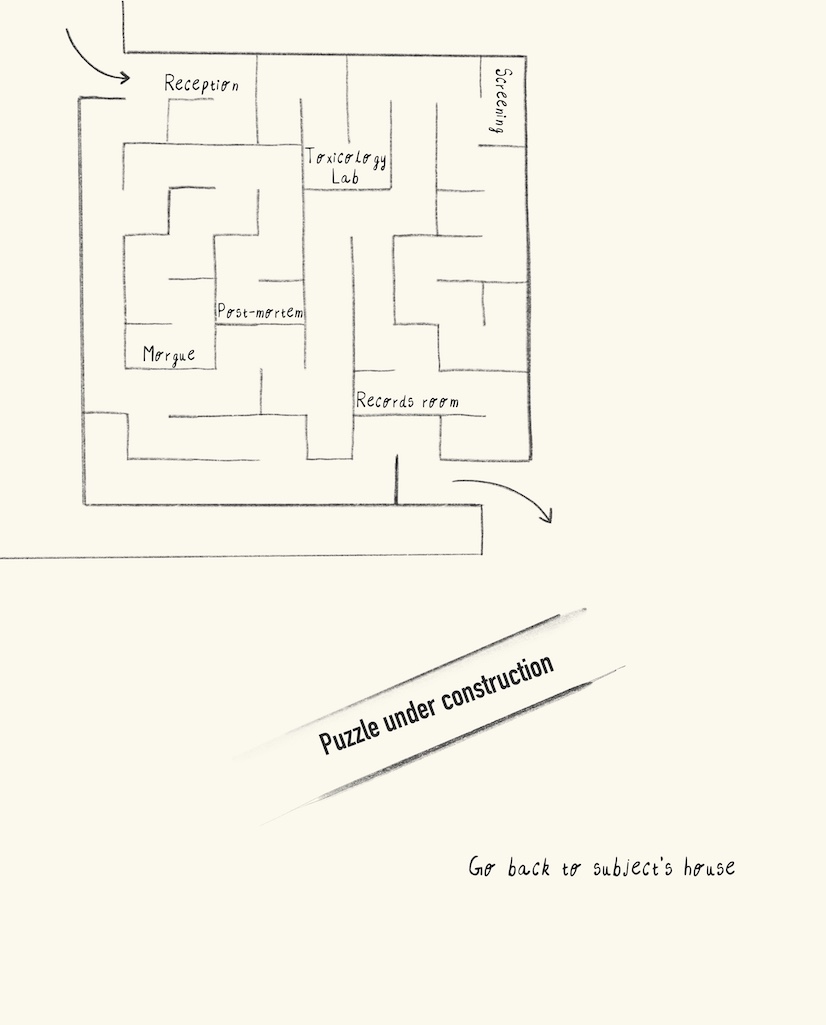 Reception
Screening
Toxicology
Lab
Post-mortem
Morgue
Records room
Puzzle under construction
Go back to subject's house